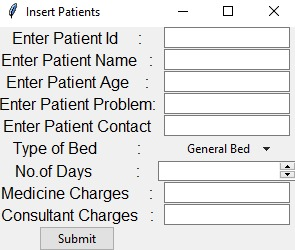 Insert Patients
Enter Patient Id :
Enter Patient Name :
Enter Patient Age :
Enter Patient Problem:
Enter Patient Contact
Type of Bed : General Bed
No.of Days :
Medicine Charges :
Consultant Charges :
Submit